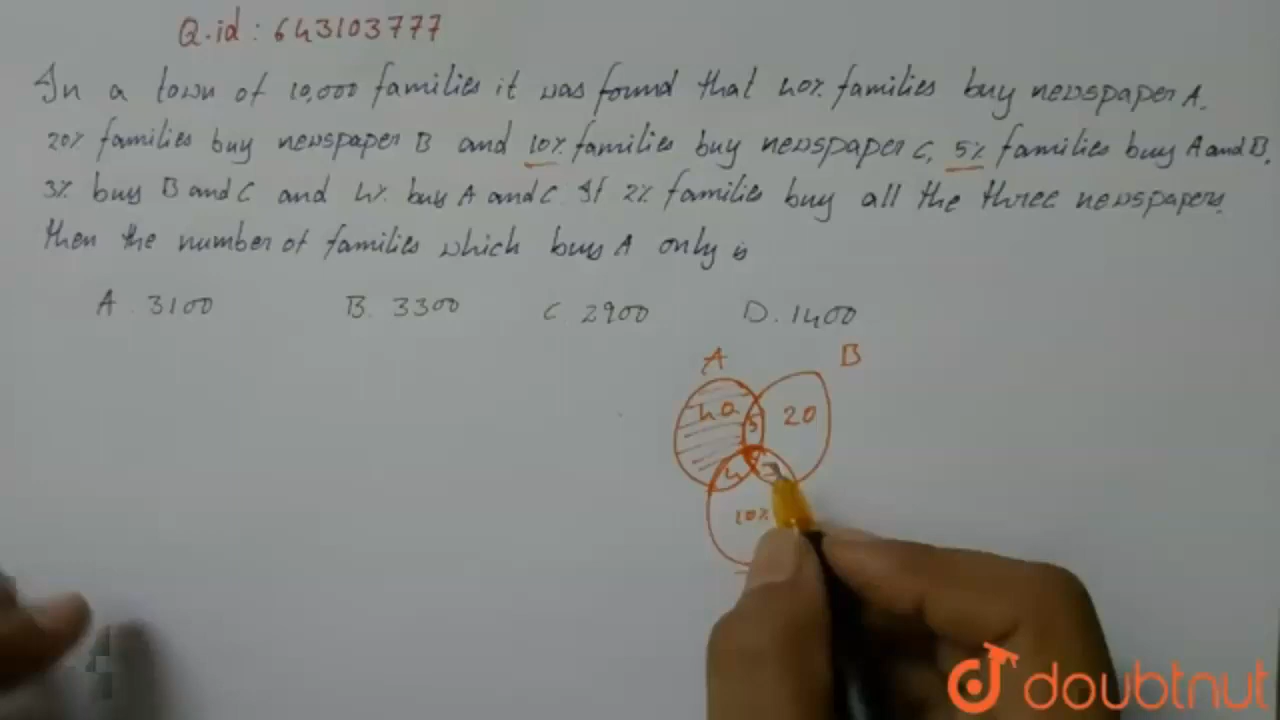 Q.id : 643103777
In a town of 10,000 families it was found that 40% families buy newspaper A.
20% families buy newspaper B and 10% families buy newspaper C, 5% families buy A and B,
3% buy B and C and 4% buy A and C. If 2% families buy all the three newspapers.
then the number of families which buys A only is
A. 3100 B. 3300 C. 2900 D. 1400
A B
40 5 20
4
10%
doubtnut